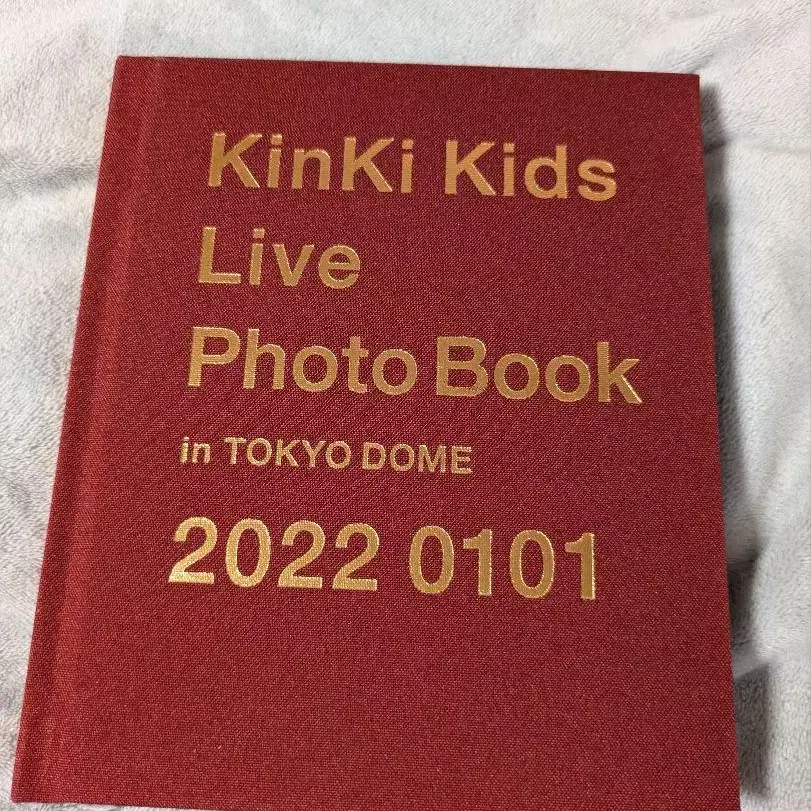 KinKi Kids
Live
Photo Book
in TOKYO DOME
2022 0101